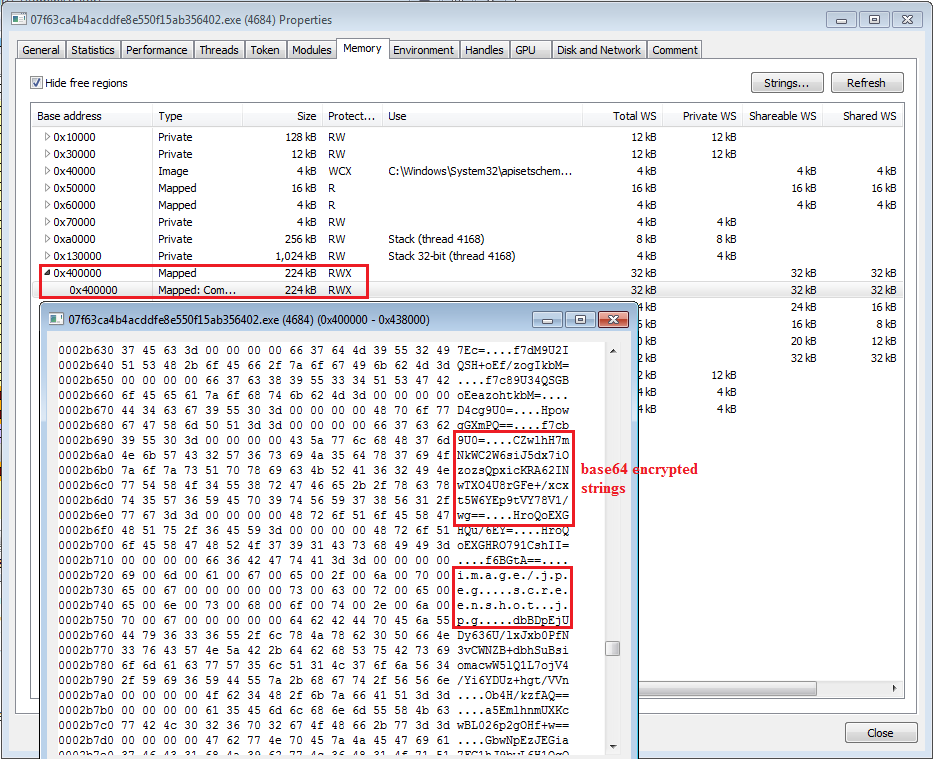 07f63ca4b4acddfe8e550f15ab356402.exe (4684) Properties
General Statistics Performance Threads Token Modules Memory Environment Handles GPU Disk and Network Comment
Hide free regions Strings... Refresh
Base address Type Size Protect... Use Total WS Private WS Shareable WS Shared WS
0x10000 Private 128 kB RW 12 kB 12 kB
0x30000 Private 12 kB RW 12 kB 12 kB
0x40000 Image 4 kB WCX C:\Windows\System32\apisetschem... 4 kB 4 kB 4 kB
0x50000 Mapped 16 kB R 16 kB 16 kB 16 kB
0x60000 Mapped 4 kB R 4 kB 4 kB 4 kB
0x70000 Private 4 kB RW 4 kB 4 kB
0xa0000 Private 256 kB RW Stack (thread 4168) 8 kB 8 kB
0x130000 Private 1,024 kB RW Stack 32-bit (thread 4168) 12 kB 12 kB
0x400000 Mapped 224 kB RWX 32 kB 32 kB 32 kB
0x400000 Mapped: Com... 224 kB RWX 32 kB 32 kB 32 kB
4 kB 24 kB 16 kB
kB 16 kB 8 kB
kB 20 kB 12 kB
kB 32 kB 32 kB
kB 12 kB
kB 4 kB
kB 4 kB
07f63ca4b4acddfe8e550f15ab356402.exe (4684) (0x400000 - 0x438000)
0002b630 37 45 63 3d 00 00 00 00 66 37 64 4d 39 55 32 49 7Ec=....f7dM9U2I
0002b640 51 53 48 2b 6f 45 66 2f 7a 6f 67 49 6b 62 4d 3d QSH+oEf/zogIkbM=
0002b650 00 00 00 00 66 37 63 38 39 55 33 34 51 53 47 42 ....f7c89U34QSGB
0002b660 6f 45 65 61 7a 6f 68 74 6b 62 4d 3d 00 00 00 00 oEeazohtkbM=....
0002b670 44 34 63 67 39 55 30 3d 00 00 00 00 48 70 6f 77 D4cg9U0=....Hpow
0002b680 67 47 58 6d 50 51 3d 3d 00 00 00 00 66 37 63 62 gGXmPQ==....f7cb
0002b690 39 55 30 3d 00 00 00 00 43 5a 77 6c 68 48 37 6d 9U0=....CZwlhH7m
0002b6a0 4e 6b 57 43 32 57 36 73 69 4a 35 64 78 37 69 4f NkWC2W6siJ5dx7iO
0002b6b0 7a 6f 7a 73 51 70 78 69 63 4b 52 41 36 32 49 4e zozsQpxicKRA62IN
0002b6c0 77 54 58 4f 34 55 38 72 47 46 65 2b 2f 78 63 78 wTXO4U8rGFe+/xcx
0002b6d0 74 35 57 36 59 45 70 39 74 56 59 37 38 56 31 2f t5W6YEp9tVY78V1/
0002b6e0 77 67 3d 3d 00 00 00 00 48 72 6f 51 6f 45 58 47 wg==....HroQoEXG
0002b6f0 48 51 75 2f 36 45 59 3d 00 00 00 00 48 72 6f 51 HQu/6EY=....HroQ
0002b700 6f 45 58 47 48 52 4f 37 39 31 43 73 68 49 49 3d oEXGHRO791CshII=
0002b710 00 00 00 00 66 36 42 47 74 41 3d 3d 00 00 00 00 ....f6BGtA==....
0002b720 69 00 6d 00 61 00 67 00 65 00 2f 00 6a 00 70 00 i.m.a.g.e./.j.p.
0002b730 65 00 67 00 00 00 00 00 73 00 63 00 72 00 65 00 e.g.....s.c.r.e.
0002b740 65 00 6e 00 73 00 68 00 6f 00 74 00 2e 00 6a 00 e.n.s.h.o.t...j.
0002b750 70 00 67 00 00 00 00 00 64 62 42 44 70 45 6a 55 p.g.....dbBDpEjU
0002b760 44 79 36 33 36 55 2f 6c 78 4a 78 62 30 50 66 4e Dy636U/lxJxb0PfN
0002b770 33 76 43 57 4e 5a 42 2b 64 62 68 53 75 42 73 69 3vCWNZB+dbhSuBsi
0002b780 6f 6d 61 63 77 57 35 6c 51 31 4c 37 6f 6a 56 34 omacwW5lQ1L7ojV4
0002b790 2f 59 69 36 59 44 55 7a 2b 68 67 74 2f 56 56 6e /Yi6YDUz+hgt/VVn
0002b7a0 00 00 00 00 4f 62 34 48 2f 6b 7a 66 41 51 3d 3d ....Ob4H/kzfAQ==
0002b7b0 00 00 00 00 61 35 45 6d 6c 68 6e 6d 55 58 4b 63 ....a5EmlhnmUXKc
0002b7c0 77 42 4c 30 32 36 70 32 67 4f 48 66 2b 77 3d 3d wBL026p2gOHf+w==
0002b7d0 00 00 00 00 47 62 77 4e 70 45 7a 4a 45 47 69 61 ....GbwNpEzJEGia
base64 encrypted
strings
Close